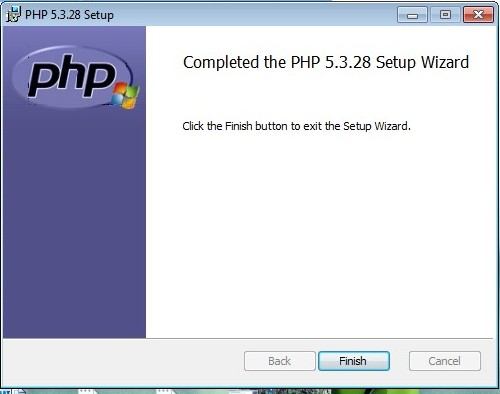 PHP 5.3.28 Setup
php
Completed the PHP 5.3.28 Setup Wizard
Click the Finish button to exit the Setup Wizard.
Back
Finish
Cancel